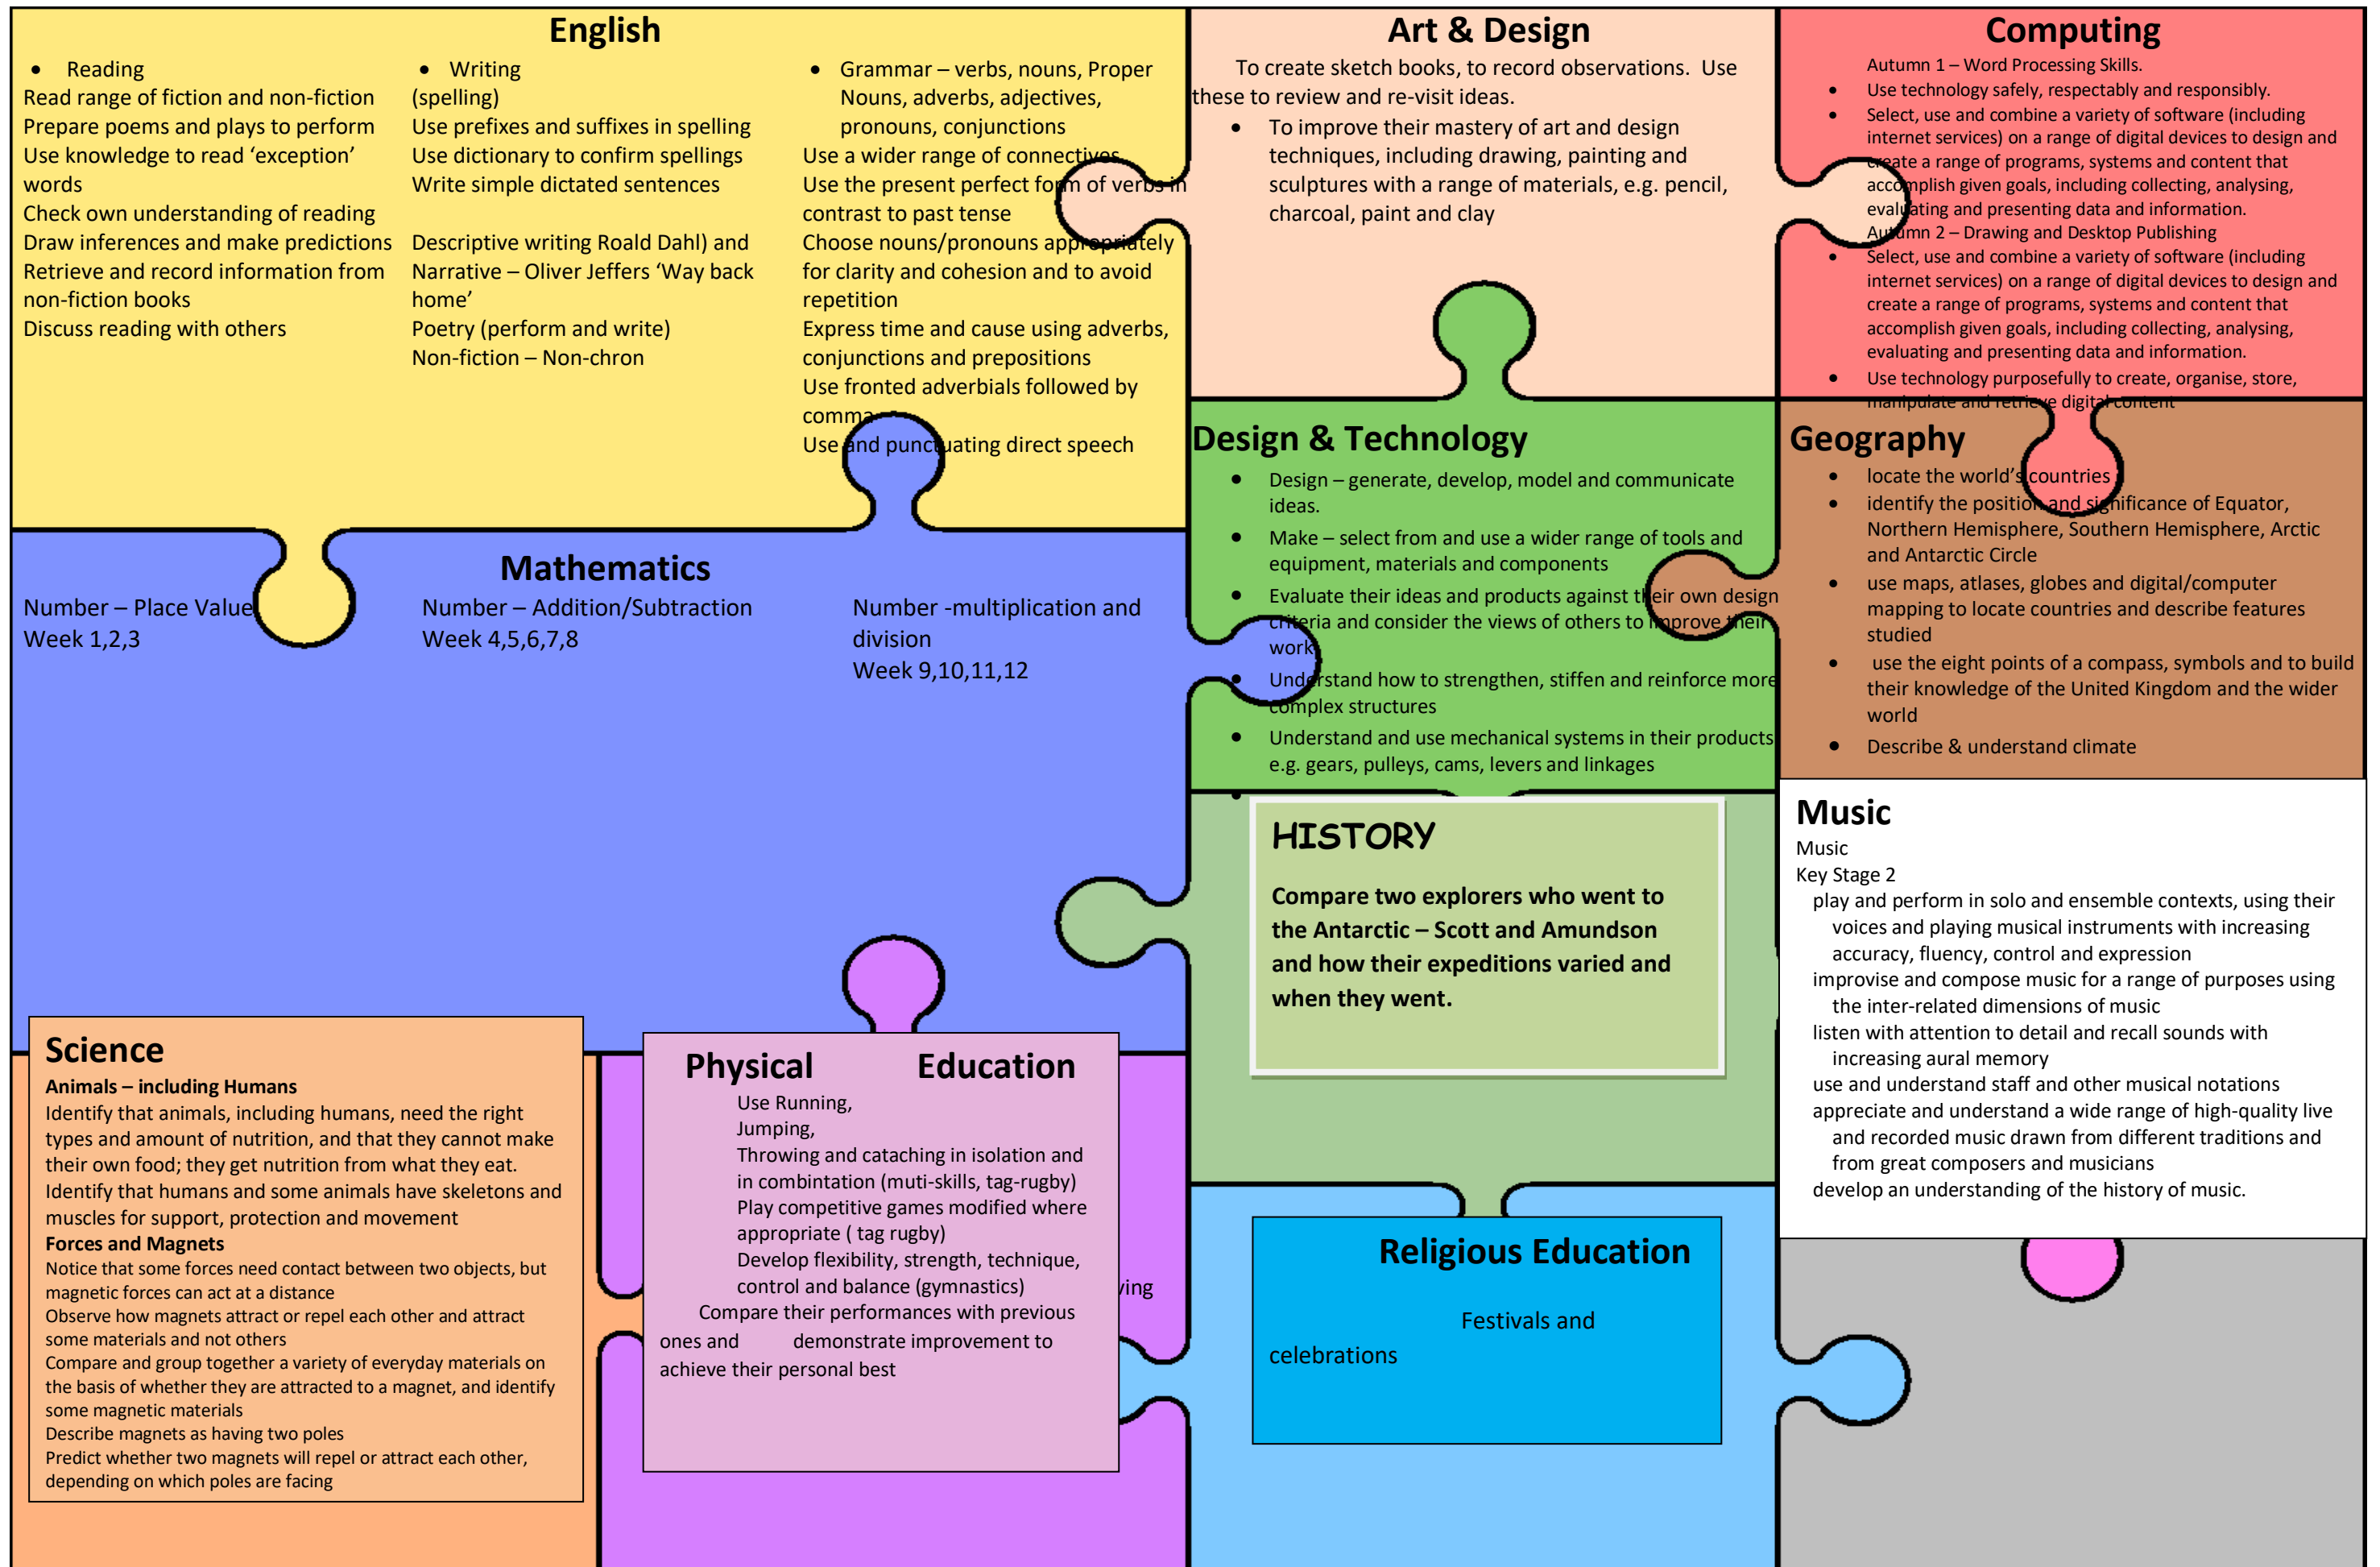 English
• Reading
Read range of fiction and non-fiction
Prepare poems and plays to perform
Use knowledge to read ‘exception’
words
Check own understanding of reading
Draw inferences and make predictions
Retrieve and record information from
non-fiction books
Discuss reading with others
• Writing
(spelling)
Use prefixes and suffixes in spelling
Use dictionary to confirm spellings
Write simple dictated sentences
Descriptive writing Roald Dahl) and
Narrative – Oliver Jeffers ‘Way back
home’
Poetry (perform and write)
Non-fiction – Non-chron
• Grammar – verbs, nouns, Proper
Nouns, adverbs, adjectives,
pronouns, conjunctions
Use a wider range of connectives
Use the present perfect form of verbs in
contrast to past tense
Choose nouns/pronouns appropriately
for clarity and cohesion and to avoid
repetition
Express time and cause using adverbs,
conjunctions and prepositions
Use fronted adverbials followed by
comma
Use and punctuating direct speech
Art & Design
To create sketch books, to record observations. Use
these to review and re-visit ideas.
• To improve their mastery of art and design
techniques, including drawing, painting and
sculptures with a range of materials, e.g. pencil,
charcoal, paint and clay
Computing
Autumn 1 – Word Processing Skills.
• Use technology safely, respectably and responsibly.
• Select, use and combine a variety of software (including
internet services) on a range of digital devices to design and
create a range of programs, systems and content that
accomplish given goals, including collecting, analysing,
evaluating and presenting data and information.
Autumn 2 – Drawing and Desktop Publishing
• Select, use and combine a variety of software (including
internet services) on a range of digital devices to design and
create a range of programs, systems and content that
accomplish given goals, including collecting, analysing,
evaluating and presenting data and information.
• Use technology purposefully to create, organise, store,
manipulate and retrieve digital content
Mathematics
Number – Place Value
Week 1,2,3
Number – Addition/Subtraction
Week 4,5,6,7,8
Number -multiplication and
division
Week 9,10,11,12
Design & Technology
• Design – generate, develop, model and communicate
ideas.
• Make – select from and use a wider range of tools and
equipment, materials and components
• Evaluate their ideas and products against their own design
criteria and consider the views of others to improve their
work
• Understand how to strengthen, stiffen and reinforce more
complex structures
• Understand and use mechanical systems in their products
e.g. gears, pulleys, cams, levers and linkages
•
Geography
• locate the world’s countries
• identify the position and significance of Equator,
Northern Hemisphere, Southern Hemisphere, Arctic
and Antarctic Circle
• use maps, atlases, globes and digital/computer
mapping to locate countries and describe features
studied
• use the eight points of a compass, symbols and to build
their knowledge of the United Kingdom and the wider
world
• Describe & understand climate
HISTORY
Compare two explorers who went to
the Antarctic – Scott and Amundson
and how their expeditions varied and
when they went.
Music
Music
Key Stage 2
play and perform in solo and ensemble contexts, using their
voices and playing musical instruments with increasing
accuracy, fluency, control and expression
improvise and compose music for a range of purposes using
the inter-related dimensions of music
listen with attention to detail and recall sounds with
increasing aural memory
use and understand staff and other musical notations
appreciate and understand a wide range of high-quality live
and recorded music drawn from different traditions and
from great composers and musicians
develop an understanding of the history of music.
Science
Animals – including Humans
Identify that animals, including humans, need the right
types and amount of nutrition, and that they cannot make
their own food; they get nutrition from what they eat.
Identify that humans and some animals have skeletons and
muscles for support, protection and movement
Forces and Magnets
Notice that some forces need contact between two objects, but
magnetic forces can act at a distance
Observe how magnets attract or repel each other and attract
some materials and not others
Compare and group together a variety of everyday materials on
the basis of whether they are attracted to a magnet, and identify
some magnetic materials
Describe magnets as having two poles
Predict whether two magnets will repel or attract each other,
depending on which poles are facing
Physical Education
Use Running,
Jumping,
Throwing and cataching in isolation and
in combintation (muti-skills, tag-rugby)
Play competitive games modified where
appropriate ( tag rugby)
Develop flexibility, strength, technique,
control and balance (gymnastics)
Compare their performances with previous
ones and demonstrate improvement to
achieve their personal best
Religious Education
Festivals and
celebrations